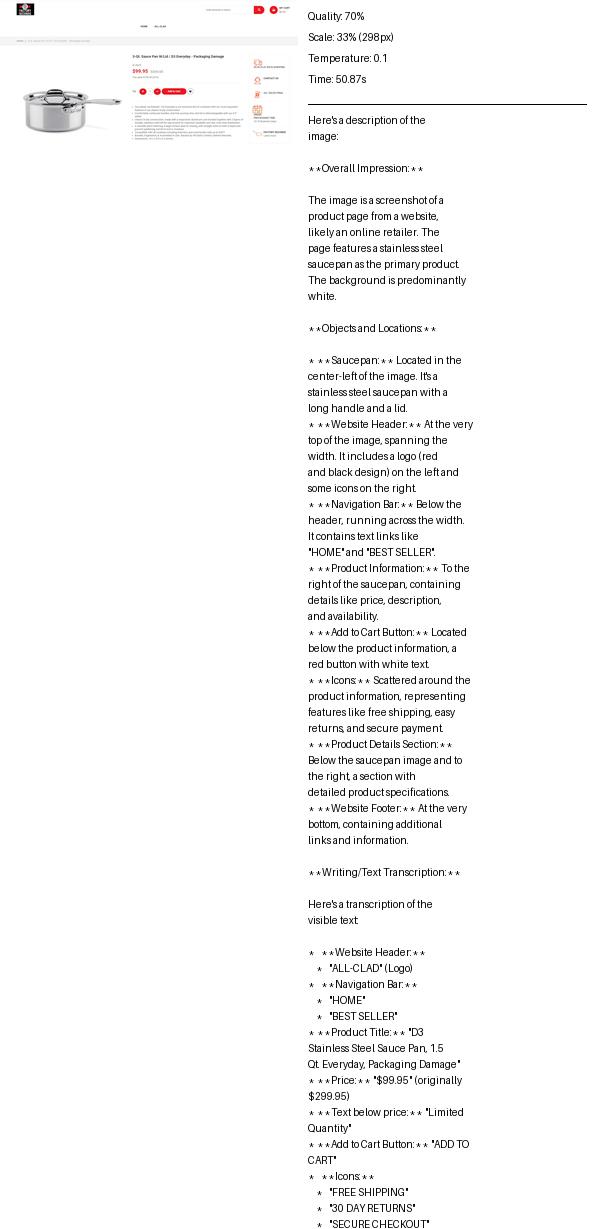 HOME
ALL-CLAD
3-Qt. Sauce Pan W/Lid / D3 Everyday - Packaging Damage
$99.95
Quality: 70%
Scale: 33% (298px)
Temperature: 0.1
Time: 50.87s
Here's a description of the
image:
**Overall Impression:**
The image is a screenshot of a
product page from a website,
likely an online retailer. The
page features a stainless steel
saucepan as the primary product.
The background is predominantly
white.
**Objects and Locations:**
* **Saucepan:** Located in the
center-left of the image. It's a
stainless steel saucepan with a
long handle and a lid.
* **Website Header:** At the very
top of the image, spanning the
width. It includes a logo (red
and black design) on the left and
some icons on the right.
* **Navigation Bar:** Below the
header, running across the width.
It contains text links like
"HOME" and "BEST SELLER".
* **Product Information:** To the
right of the saucepan, containing
details like price, description,
and availability.
* **Add to Cart Button:** Located
below the product information, a
red button with white text.
* **Icons:** Scattered around the
product information, representing
features like free shipping, easy
returns, and secure payment.
* **Product Details Section:**
Below the saucepan image and to
the right, a section with
detailed product specifications.
* **Website Footer:** At the very
bottom, containing additional
links and information.
**Writing/Text Transcription:**
Here's a transcription of the
visible text:
* **Website Header:**
* "ALL-CLAD" (Logo)
* **Navigation Bar:**
* "HOME"
* "BEST SELLER"
* **Product Title:** "D3
Stainless Steel Sauce Pan, 1.5
Qt. Everyday, Packaging Damage"
* **Price:** "$99.95" (originally
$299.95)
* **Text below price:** "Limited
Quantity"
* **Add to Cart Button:** "ADD TO
CART"
* **Icons:**
* "FREE SHIPPING"
* "30 DAY RETURNS"
* "SECURE CHECKOUT"